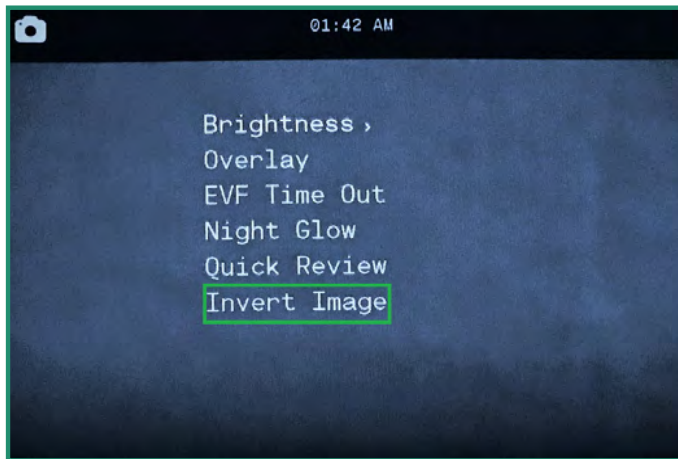 01:42 AM
Brightness ›
Overlay
EVF Time Out
Night Glow
Quick Review
Invert Image